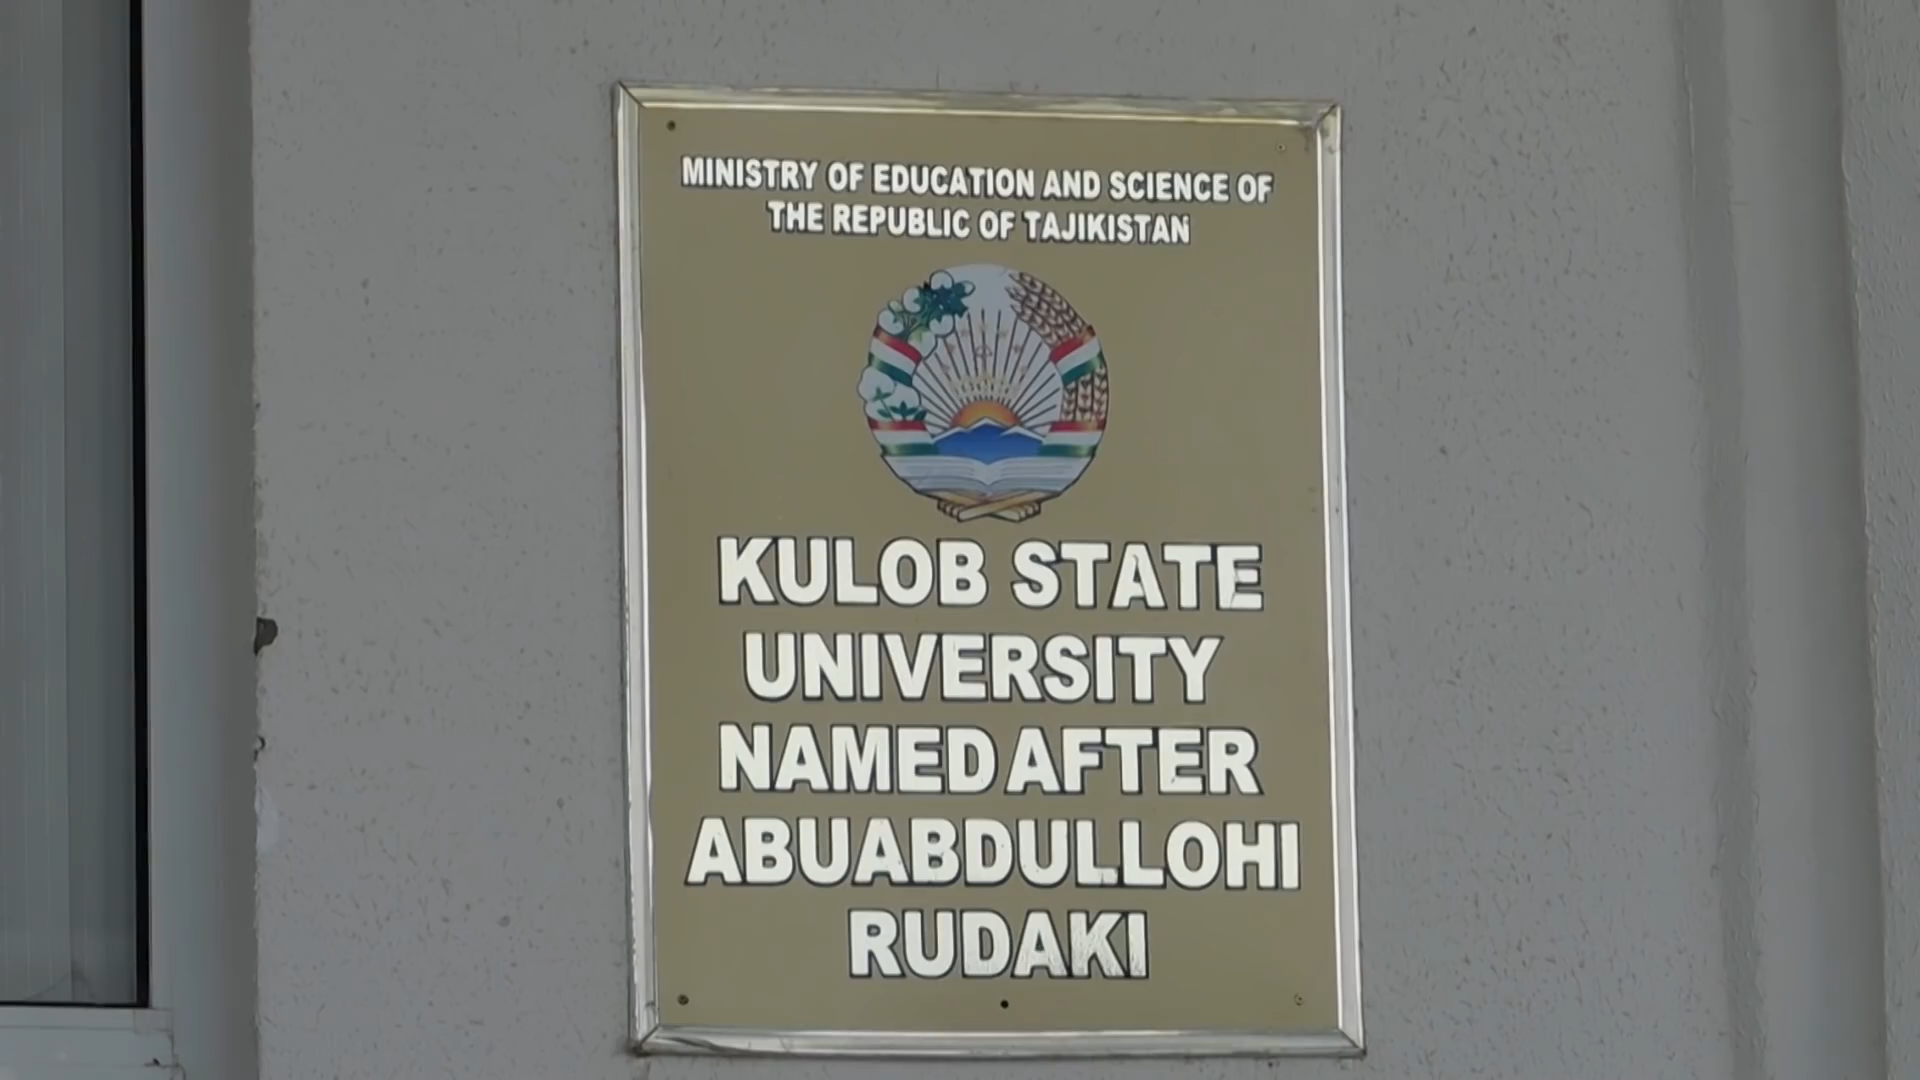 MINISTRY OF EDUCATION AND SCIENCE OF
THE REPUBLIC OF TAJIKISTAN
KULOB STATE
UNIVERSITY
NAMED AFTER
ABUABDULLOHI
RUDAKI